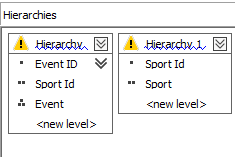 Hierarchies
Hierarchy
Event ID
Sport Id
Event
<new level>
Hierarchy 1
Sport Id
Sport
<new level>